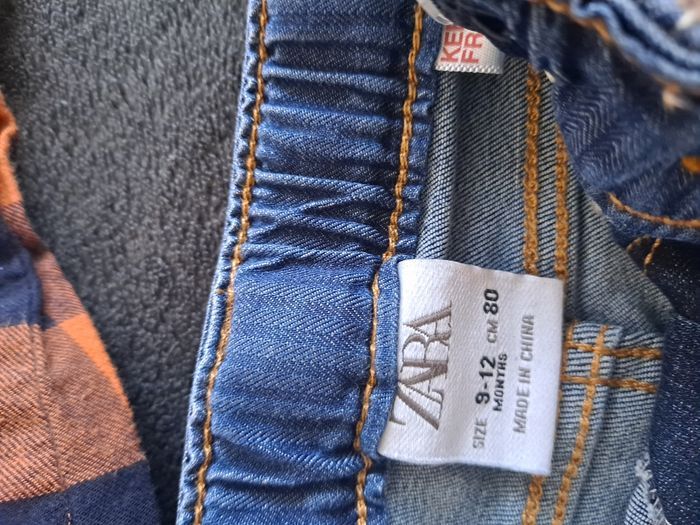 ZARA
SIZE 9-12 CM 80
MONTHS
MADE IN CHINA